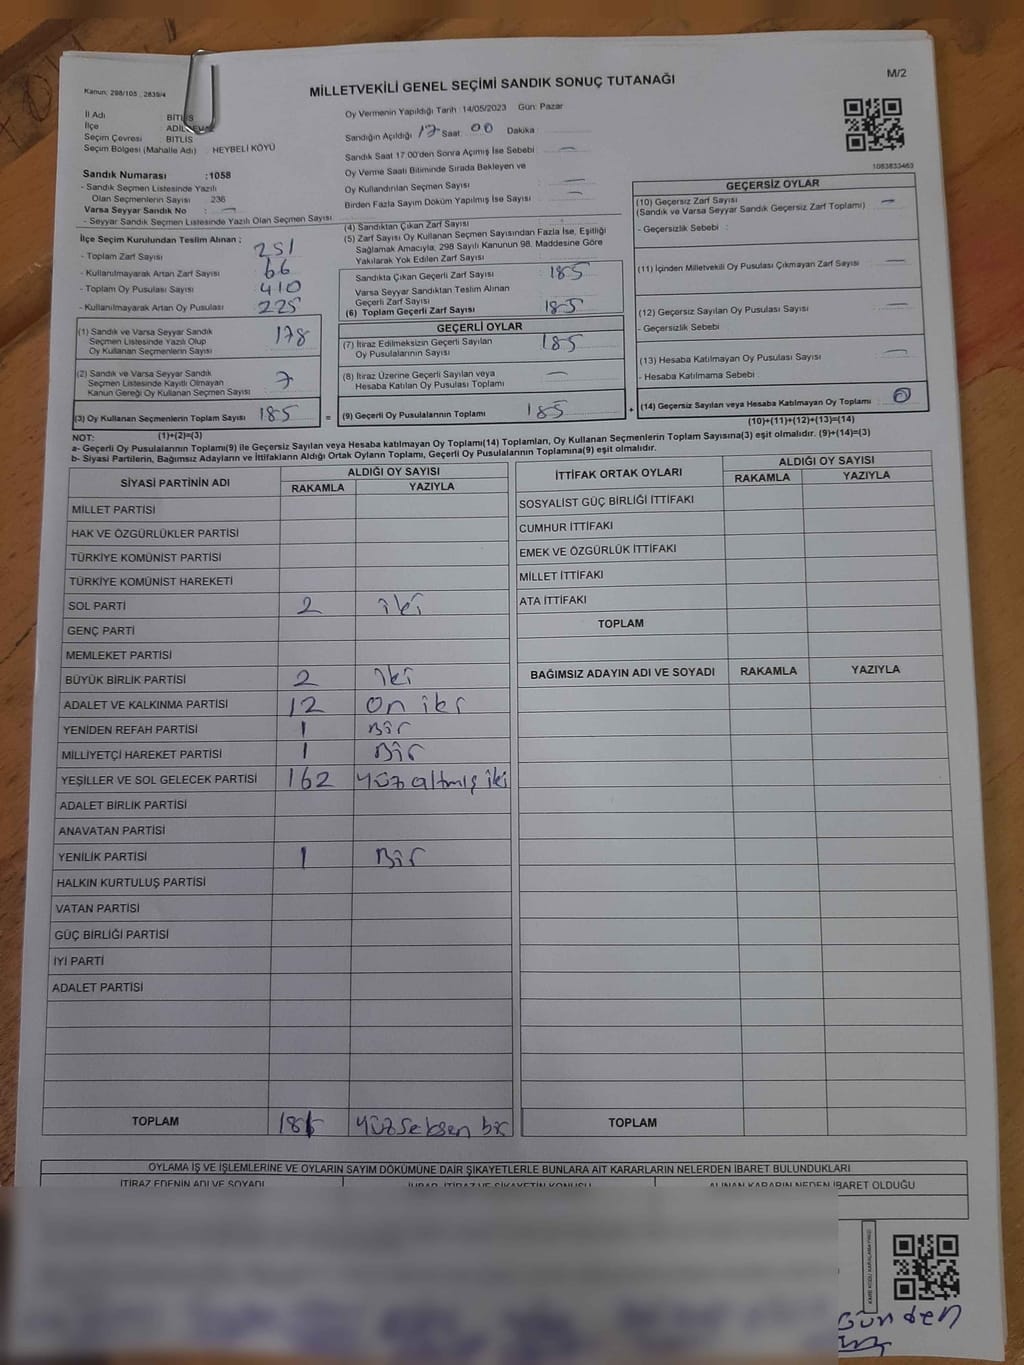 Kanun: 298/105 , 2839/4
MİLLETVEKİLİ GENEL SEÇİMİ SANDIK SONUÇ TUTANAĞI
M/2
İl Adı BİTLİS
İlçe
Seçim Çevresi BİTLİS
Seçim Bölgesi (Mahalle Adı) : HEYBELİ KÖYÜ
Sandık Numarası : 1058
- Sandık Seçmen Listesinde Yazılı
Olan Seçmenlerin Sayısı 236
Varsa Seyyar Sandık No : —
- Seyyar Sandık Seçmen Listesinde Yazılı Olan Seçmen Sayısı
Oy Vermenin Yapıldığı Tarih : 14/05/2023 Gün: Pazar
Sandığın Açıldığı 17 Saat: 00 Dakika
Sandık Saat 17.00'den Sonra Açılmış İse Sebebi : —
Oy Verme Saati Bitiminde Sırada Bekleyen ve
Oy Kullandırılan Seçmen Sayısı : —
Birden Fazla Sayım Döküm Yapılmış İse Sayısı : —
1083833463
İlçe Seçim Kurulundan Teslim Alınan ;
- Toplam Zarf Sayısı : 251
- Kullanılmayarak Artan Zarf Sayısı : 66
- Toplam Oy Pusulası Sayısı : 410
- Kullanılmayarak Artan Oy Pusulası : 225
(4) Sandıktan Çıkan Zarf Sayısı
(5) Zarf Sayısı Oy Kullanan Seçmen Sayısından Fazla İse, Eşitliği
Sağlamak Amacıyla, 298 Sayılı Kanunun 98. Maddesine Göre
Yakılarak Yok Edilen Zarf Sayısı :
Sandıkta Çıkan Geçerli Zarf Sayısı : 185
Varsa Seyyar Sandıktan Teslim Alınan
Geçerli Zarf Sayısı
(6) Toplam Geçerli Zarf Sayısı : 185
GEÇERSİZ OYLAR
(10) Geçersiz Zarf Sayısı : —
(Sandık ve Varsa Seyyar Sandık Geçersiz Zarf Toplamı)
- Geçersizlik Sebebi :
(11) İçinden Milletvekili Oy Pusulası Çıkmayan Zarf Sayısı : —
(12) Geçersiz Sayılan Oy Pusulası Sayısı : —
- Geçersizlik Sebebi
(13) Hesaba Katılmayan Oy Pusulası Sayısı : —
- Hesaba Katılmama Sebebi :
(14) Geçersiz Sayılan veya Hesaba Katılmayan Oy Toplamı : 0
(10)+(11)+(12)+(13)=(14)
(1) Sandık ve Varsa Seyyar Sandık
Seçmen Listesinde Yazılı Olup
Oy Kullanan Seçmenlerin Sayısı : 178
(2) Sandık ve Varsa Seyyar Sandık
Seçmen Listesinde Kayıtlı Olmayan
Kanun Gereği Oy Kullanan Seçmen Sayısı : 7
(3) Oy Kullanan Seçmenlerin Toplam Sayısı : 185 =
(1)+(2)=(3)
GEÇERLİ OYLAR
(7) İtiraz Edilmeksizin Geçerli Sayılan
Oy Pusulalarının Sayısı : 185
(8) İtiraz Üzerine Geçerli Sayılan veya
Hesaba Katılan Oy Pusulası Toplamı : —
(9) Geçerli Oy Pusulalarının Toplamı : 185 +
NOT:
a- Geçerli Oy Pusulalarının Toplamı(9) ile Geçersiz Sayılan veya Hesaba katılmayan Oy Toplamı(14) Toplamları, Oy Kullanan Seçmenlerin Toplam Sayısına(3) eşit olmalıdır. (9)+(14)=(3)
b- Siyasi Partilerin, Bağımsız Adayların ve İttifakların Aldığı Ortak Oyların Toplamı, Geçerli Oy Pusulalarının Toplamına(9) eşit olmalıdır.
SİYASİ PARTİNİN ADI ALDIĞI OY SAYISI
RAKAMLA YAZIYLA
MİLLET PARTİSİ
HAK VE ÖZGÜRLÜKLER PARTİSİ
TÜRKİYE KOMÜNİST PARTİSİ
TÜRKİYE KOMÜNİST HAREKETİ
SOL PARTİ 2 iki
GENÇ PARTİ
MEMLEKET PARTİSİ
BÜYÜK BİRLİK PARTİSİ 2 iki
ADALET VE KALKINMA PARTİSİ 12 on iki
YENİDEN REFAH PARTİSİ 1 Bir
MİLLİYETÇİ HAREKET PARTİSİ 1 Bir
YEŞİLLER VE SOL GELECEK PARTİSİ 162 yüz altmış iki
ADALET BİRLİK PARTİSİ
ANAVATAN PARTİSİ
YENİLİK PARTİSİ 1 Bir
HALKIN KURTULUŞ PARTİSİ
VATAN PARTİSİ
GÜÇ BİRLİĞİ PARTİSİ
İYİ PARTİ
ADALET PARTİSİ
TOPLAM 181 yüzseksen bir
İTTİFAK ORTAK OYLARI ALDIĞI OY SAYISI
RAKAMLA YAZIYLA
SOSYALİST GÜÇ BİRLİĞİ İTTİFAKI
CUMHUR İTTİFAKI
EMEK VE ÖZGÜRLÜK İTTİFAKI
MİLLET İTTİFAKI
ATA İTTİFAKI
TOPLAM
BAĞIMSIZ ADAYIN ADI VE SOYADI RAKAMLA YAZIYLA
TOPLAM
OYLAMA İŞ VE İŞLEMLERİNE VE OYLARIN SAYIM DÖKÜMÜNE DAİR ŞİKAYETLERLE BUNLARA AİT KARARLARIN NELERDEN İBARET BULUNDUKLARI
İTİRAZ EDENİN ADI VE SOYADI
ALINAN KARARIN NEDEN İBARET OLDUĞU